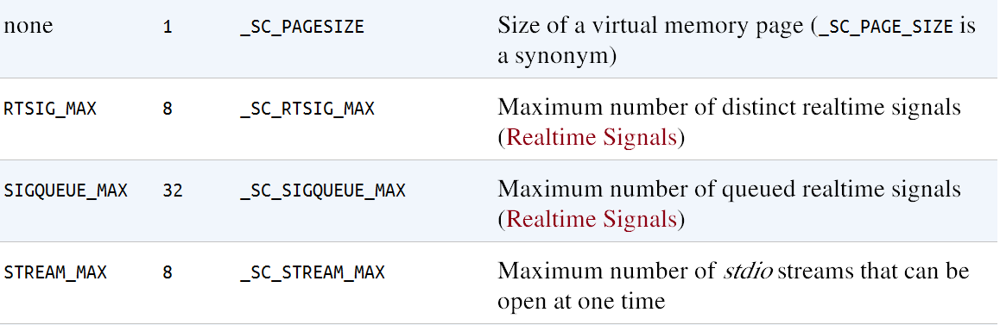 none 1 _SC_PAGESIZE Size of a virtual memory page (_SC_PAGE_SIZE is
a synonym)
RTSIG_MAX 8 _SC_RTSIG_MAX Maximum number of distinct realtime signals
(Realtime Signals)
SIGQUEUE_MAX 32 _SC_SIGQUEUE_MAX Maximum number of queued realtime signals
(Realtime Signals)
STREAM_MAX 8 _SC_STREAM_MAX Maximum number of stdio streams that can be
open at one time